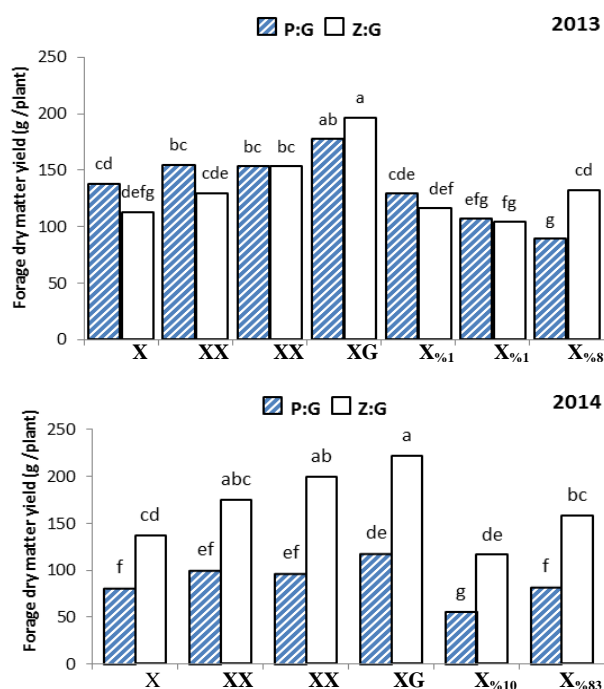 P:G Z:G 2013
Forage dry matter yield (g /plant)
250
200
150
100
50
0
cd defg bc cde bc bc ab a cde def efg fg g
X XX XX XG X%1 X%1 X%8
P:G Z:G 2014
Forage dry matter yield (g /plant)
250
200
150
100
50
0
f cd ef abc ef ab de a g de f bc
X XX XX XG X%10 X%83